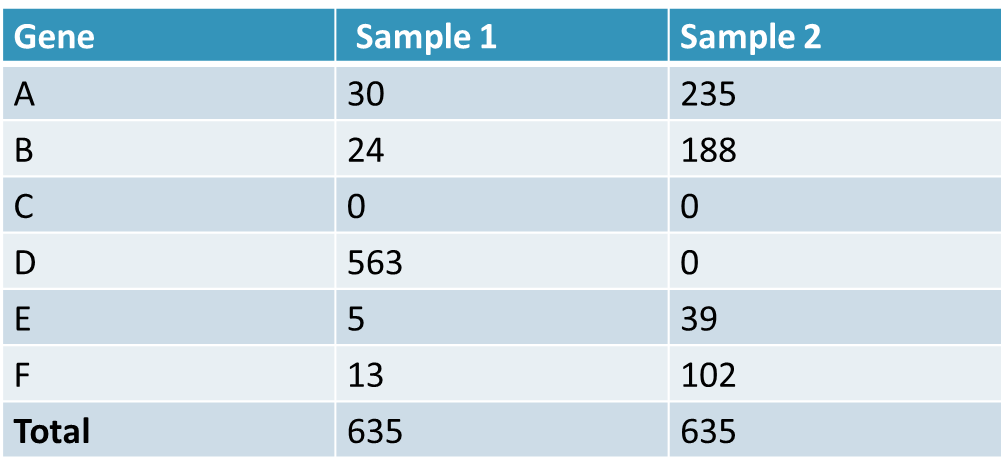 Gene Sample 1 Sample 2
A 30 235
B 24 188
C 0 0
D 563 0
E 5 39
F 13 102
Total 635 635